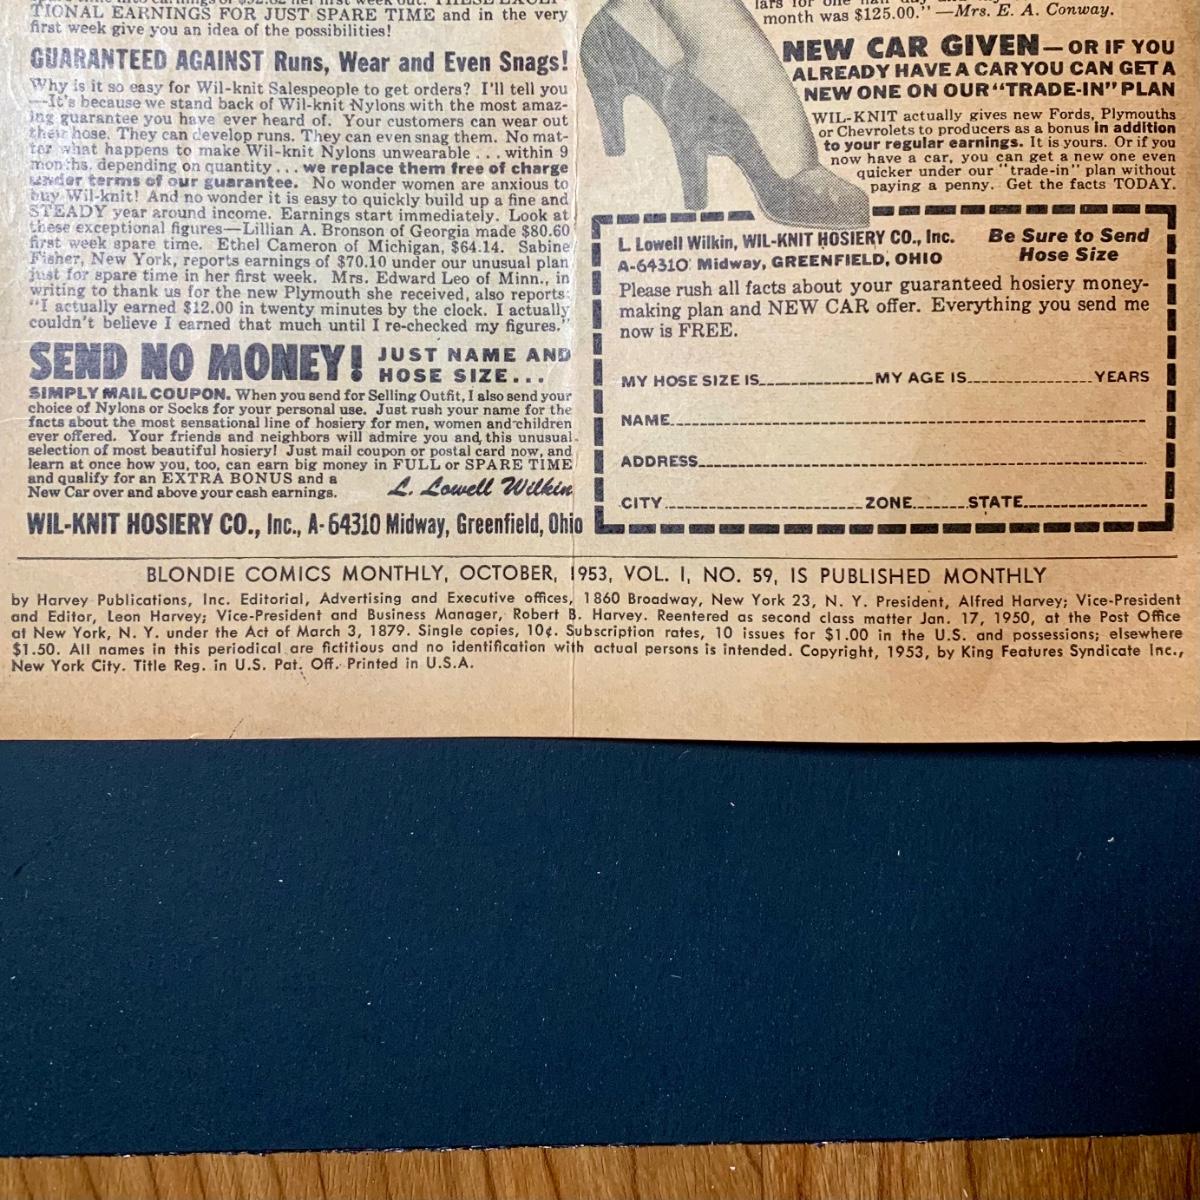 TIONAL EARNINGS FOR JUST SPARE TIME and in the very
first week give you an idea of the possibilities!
GUARANTEED AGAINST Runs, Wear and Even Snags!
Why is it so easy for Wil-knit Salespeople to get orders? I'll tell you
—It's because we stand back of Wil-knit Nylons with the most amaz-
ing guarantee you have ever heard of. Your customers can wear out
their hose. They can develop runs. They can even snag them. No mat-
ter what happens to make Wil-knit Nylons unwearable . . . within 9
months, depending on quantity . . . we replace them free of charge
under terms of our guarantee. No wonder women are anxious to
buy Wil-knit! And no wonder it is easy to quickly build up a fine and
STEADY year around income. Earnings start immediately. Look at
these exceptional figures—Lillian A. Bronson of Georgia made $80.60
first week spare time. Ethel Cameron of Michigan, $64.14. Sabine
Fisher, New York, reports earnings of $70.10 under our unusual plan
just for spare time in her first week. Mrs. Edward Leo of Minn., in
writing to thank us for the new Plymouth she received, also reports:
"I actually earned $12.00 in twenty minutes by the clock. I actually
couldn't believe I earned that much until I re-checked my figures."
SEND NO MONEY! JUST NAME AND
HOSE SIZE...
SIMPLY MAIL COUPON. When you send for Selling Outfit, I also send your
choice of Nylons or Socks for your personal use. Just rush your name for the
facts about the most sensational line of hosiery for men, women and children
ever offered. Your friends and neighbors will admire you and this unusual
selection of most beautiful hosiery! Just mail coupon or postal card now, and
learn at once how you, too, can earn big money in FULL or SPARE TIME
and qualify for an EXTRA BONUS and a
New Car over and above your cash earnings.
L. Lowell Wilkin
WIL-KNIT HOSIERY CO., Inc., A-64310 Midway, Greenfield, Ohio
month was $125.00." —Mrs. E. A. Conway.
NEW CAR GIVEN—OR IF YOU
ALREADY HAVE A CAR YOU CAN GET A
NEW ONE ON OUR "TRADE-IN" PLAN
WIL-KNIT actually gives new Fords, Plymouths
or Chevrolets to producers as a bonus in addition
to your regular earnings. It is yours. Or if you
now have a car, you can get a new one even
quicker under our "trade-in" plan without
paying a penny. Get the facts TODAY.
L. Lowell Wilkin, WIL-KNIT HOSIERY CO., Inc.
A-64310 Midway, GREENFIELD, OHIO
Be Sure to Send
Hose Size
Please rush all facts about your guaranteed hosiery money-
making plan and NEW CAR offer. Everything you send me
now is FREE.
MY HOSE SIZE IS MY AGE IS YEARS
NAME
ADDRESS
CITY ZONE STATE
BLONDIE COMICS MONTHLY, OCTOBER, 1953, VOL. I, NO. 59, IS PUBLISHED MONTHLY
by Harvey Publications, Inc. Editorial, Advertising and Executive offices, 1860 Broadway, New York 23, N. Y. President, Alfred Harvey; Vice-President
and Editor, Leon Harvey; Vice-President and Business Manager, Robert B. Harvey. Reentered as second class matter Jan. 17, 1950, at the Post Office
at New York, N. Y. under the Act of March 3, 1879. Single copies, 10¢. Subscription rates, 10 issues for $1.00 in the U.S. and possessions; elsewhere
$1.50. All names in this periodical are fictitious and no identification with actual persons is intended. Copyright, 1953, by King Features Syndicate Inc.,
New York City. Title Reg. in U.S. Pat. Off. Printed in U.S.A.